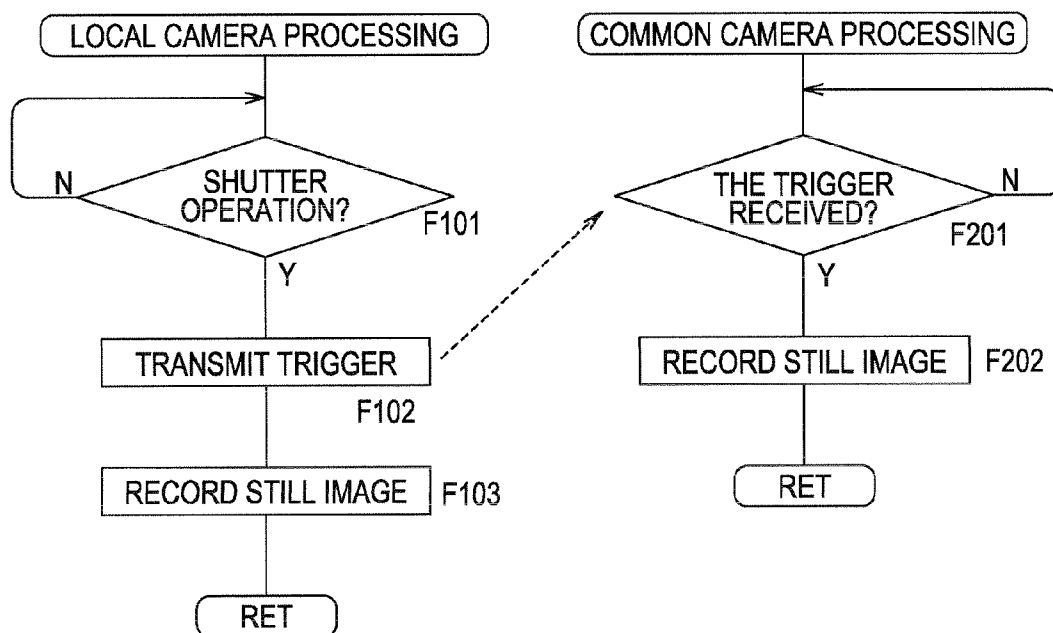 LOCAL CAMERA PROCESSING
N
SHUTTER
OPERATION?
F101
Y
TRANSMIT TRIGGER
F102
RECORD STILL IMAGE
F103
RET
COMMON CAMERA PROCESSING
THE TRIGGER
RECEIVED?
N
F201
Y
RECORD STILL IMAGE
F202
RET